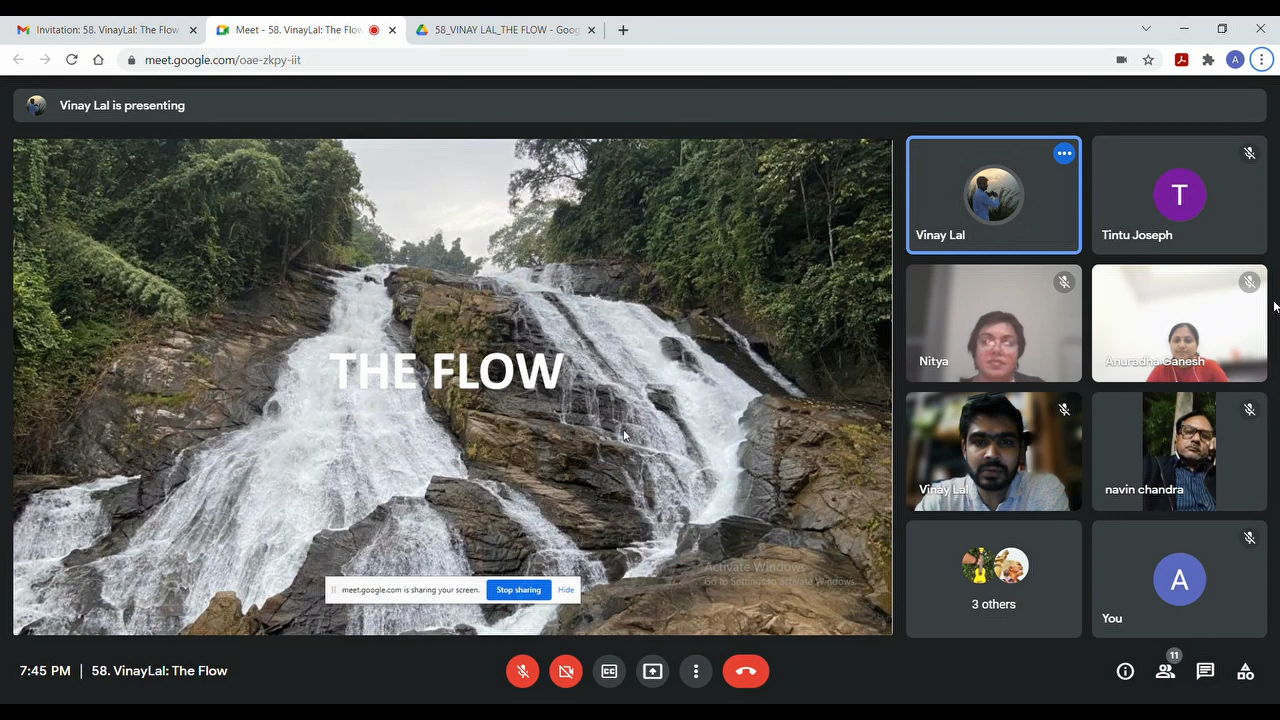 Invitation: 58. VinayLal: The Flow
Meet - 58. VinayLal: The Flow
58_VINAY LAL_THE FLOW - Goog
meet.google.com/oae-zkpy-iit
A
Vinay Lal is presenting
THE FLOW
meet.google.com is sharing your screen.
Stop sharing
Hide
Activate Windows
Go to Settings to activate Windows.
Vinay Lal
T
Tintu Joseph
Nitya
Anuradha Ganesh
Vinay Lal
navin chandra
3 others
A
You
7:45 PM | 58. VinayLal: The Flow
CC
11